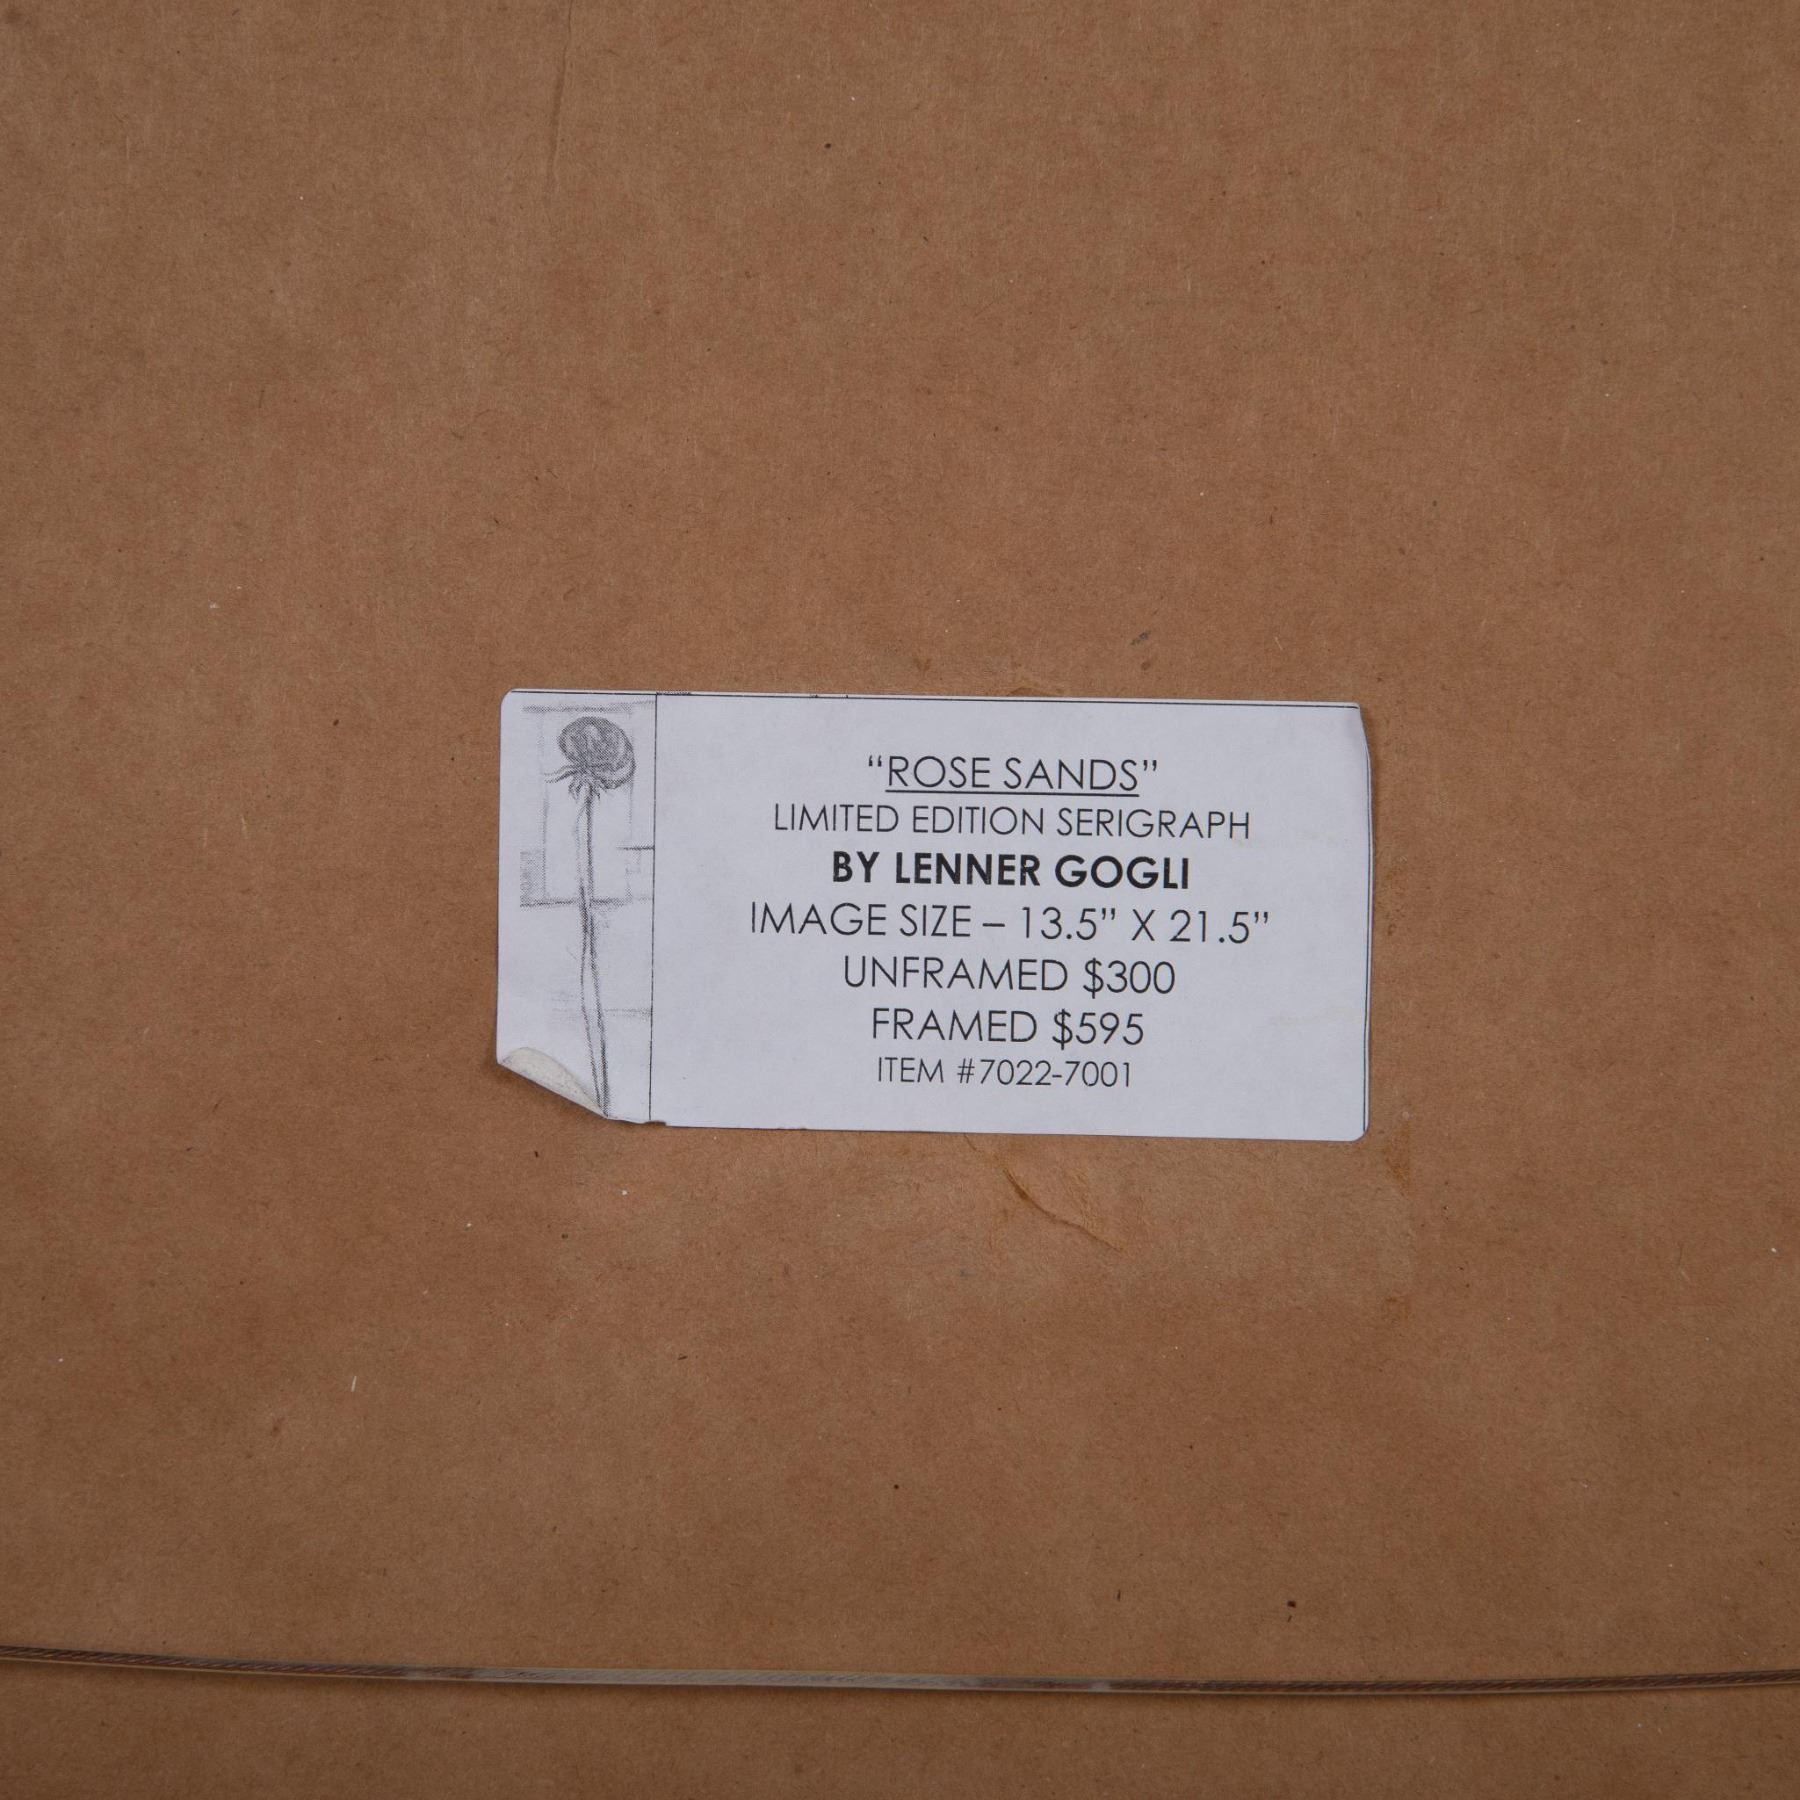 “ROSE SANDS”
LIMITED EDITION SERIGRAPH
BY LENNER GOGLI
IMAGE SIZE – 13.5” X 21.5”
UNFRAMED $300
FRAMED $595
ITEM #7022-7001